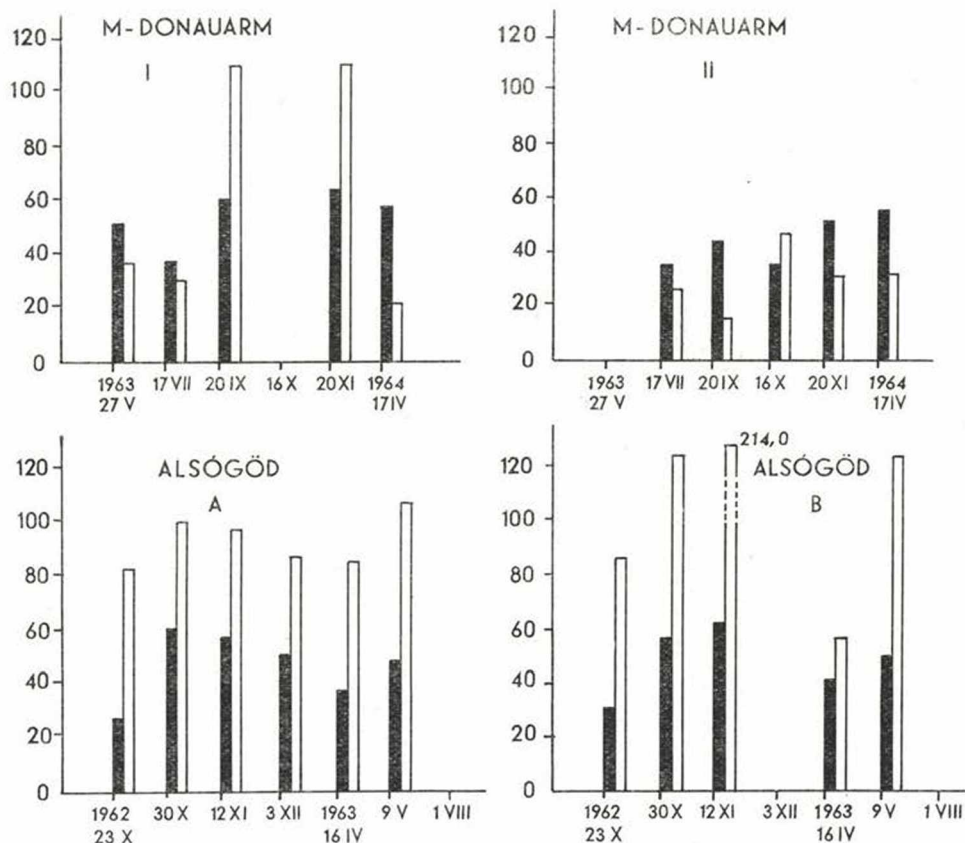 M-DONAUARM
I
120
100
80
60
40
20
0
1963 17 VII 20 IX 16 X 20 XI 1964
27 V 17 IV
M-DONAUARM
II
120
100
80
60
40
20
0
1963 17 VII 20 IX 16 X 20 XI 1964
27 V 17 IV
ALSÓGÖD
A
120
100
80
60
40
20
0
1962 30 X 12 XI 3 XII 1963 9 V 1 VIII
23 X 16 IV
214,0
ALSÓGÖD
B
120
100
80
60
40
20
0
1962 30 X 12 XI 3 XII 1963 9 V 1 VIII
23 X 16 IV